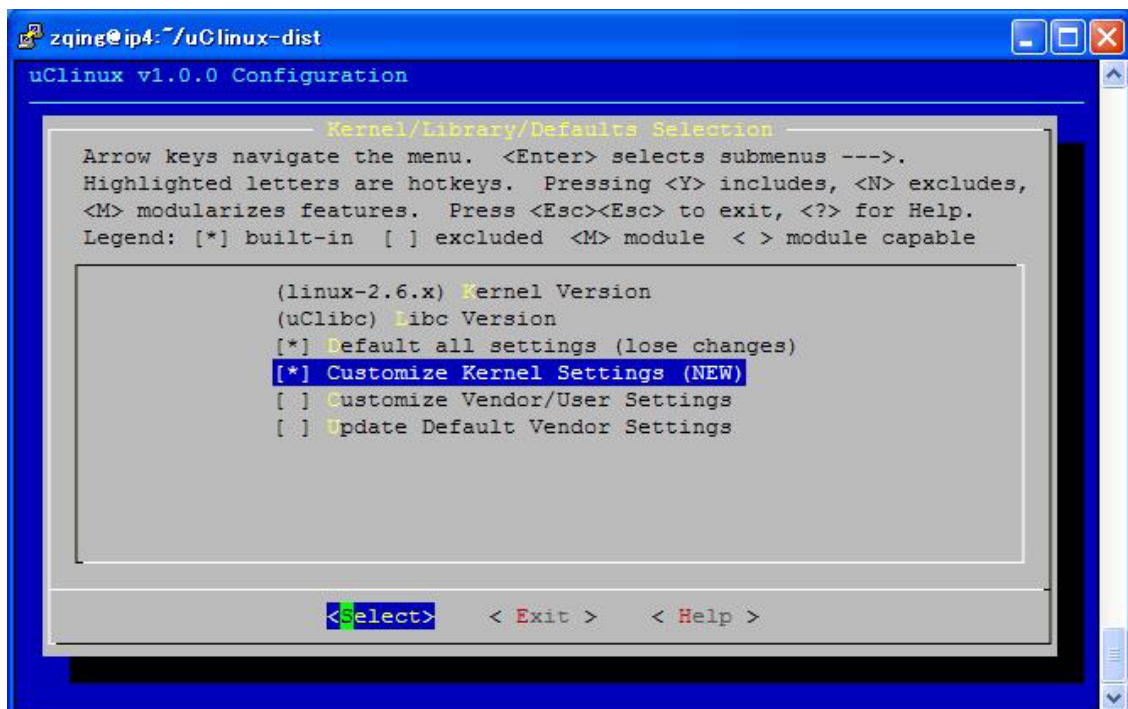 zqing@ip4:~/uClinux-dist
uClinux v1.0.0 Configuration
Kernel/Library/Defaults Selection
Arrow keys navigate the menu.  <Enter> selects submenus --->.
Highlighted letters are hotkeys.  Pressing <Y> includes, <N> excludes,
<M> modularizes features.  Press <Esc><Esc> to exit, <?> for Help.
Legend: [*] built-in  [ ] excluded  <M> module  < > module capable
(linux-2.6.x) Kernel Version
(uClibc) Libc Version
[*] Default all settings (lose changes)
[*] Customize Kernel Settings (NEW)
[ ] Customize Vendor/User Settings
[ ] Update Default Vendor Settings
<Select>    < Exit >    < Help >